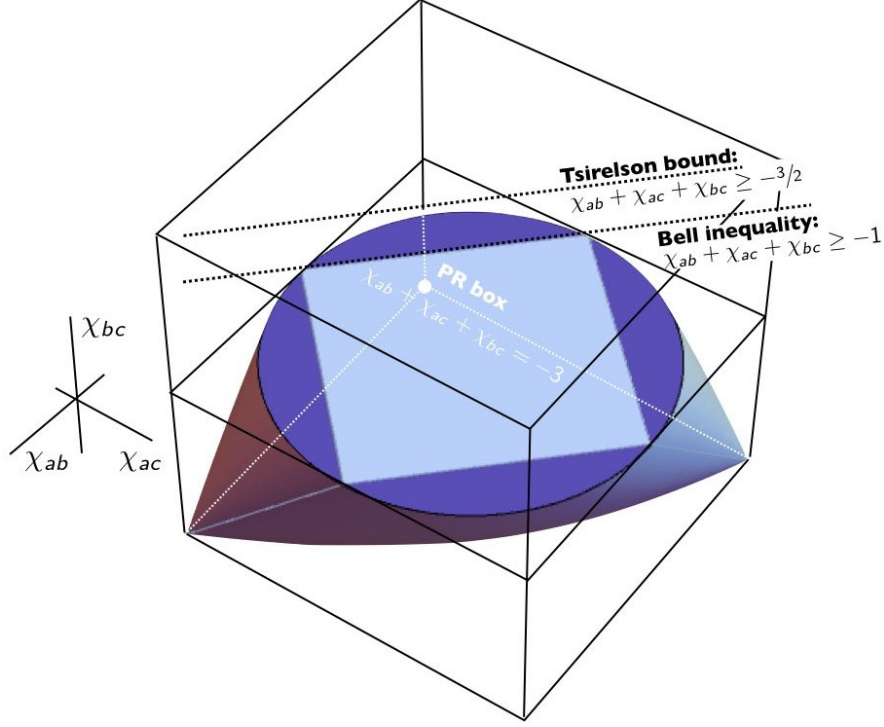 Tsirelson bound:
χab + χac + χbc ≥ −3/2
Bell inequality:
χab + χac + χbc ≥ −1
PR box
χab + χac + χbc = −3
χbc
χab
χac